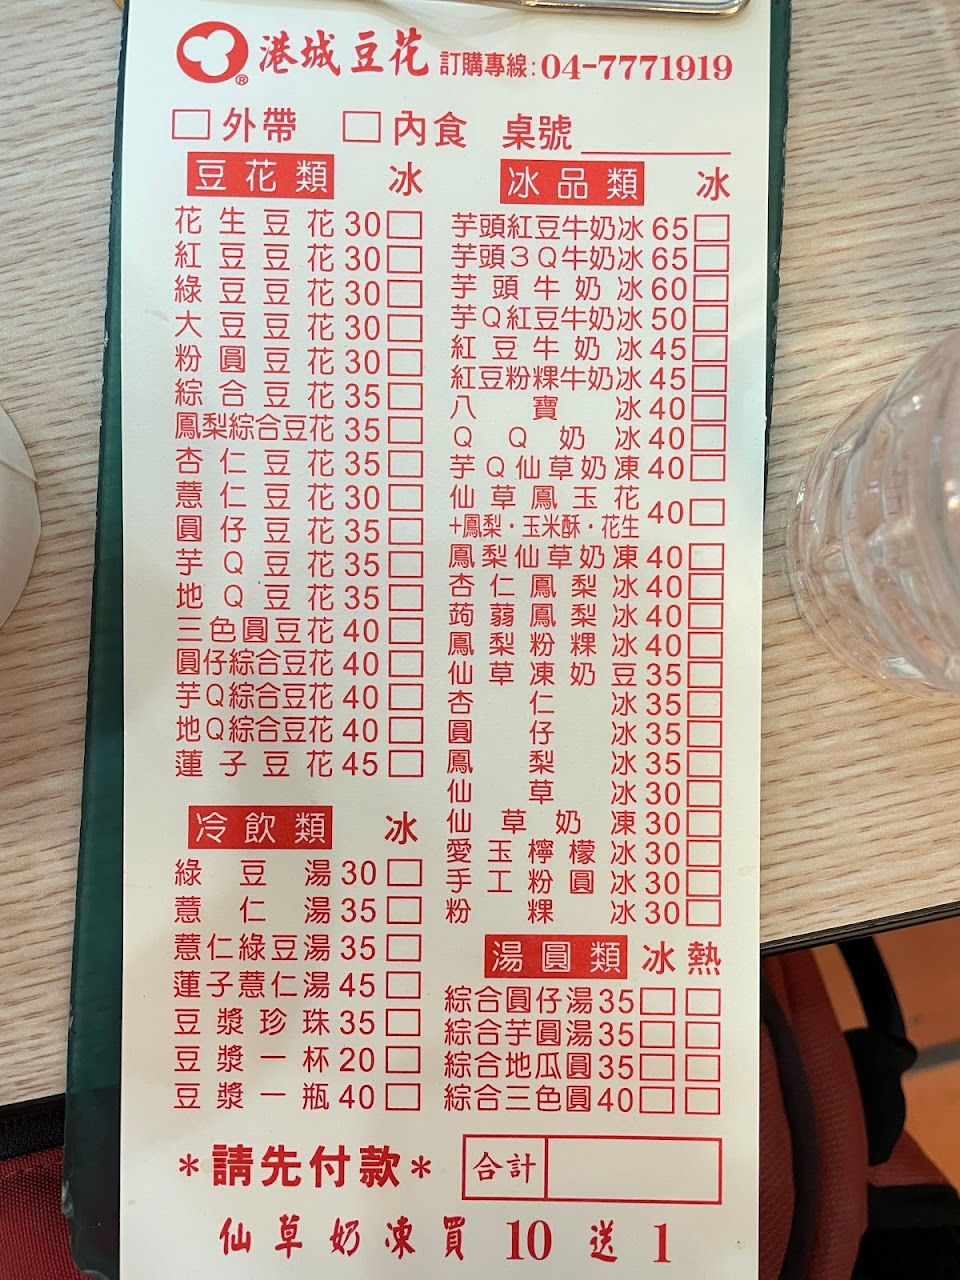 港城豆花 訂購專線:04-7771919
外帶 內食 桌號
豆花類 冰
花生豆花30
紅豆豆花30
綠豆豆花30
大豆豆花30
粉圓豆花30
綜合豆花35
鳳梨綜合豆花35
杏仁豆花35
薏仁豆花30
圓仔豆花35
芋Q豆花35
地Q豆花35
三色圓豆花40
圓仔綜合豆花40
芋Q綜合豆花40
地Q綜合豆花40
蓮子豆花45
冷飲類 冰
綠豆湯30
薏仁湯35
薏仁綠豆湯35
蓮子薏仁湯45
豆漿珍珠35
豆漿一杯20
豆漿一瓶40
冰品類 冰
芋頭紅豆牛奶冰65
芋頭3Q牛奶冰65
芋頭牛奶冰60
芋Q紅豆牛奶冰50
紅豆牛奶冰45
紅豆粉粿牛奶冰45
八寶冰40
QQ奶冰40
芋Q仙草奶凍40
仙草鳳玉花
+鳳梨·玉米酥·花生 40
鳳梨仙草奶凍40
杏仁鳳梨冰40
蒟蒻鳳梨冰40
鳳梨粉粿冰40
仙草凍奶豆35
杏仁冰35
圓仔冰35
鳳梨冰35
仙草冰30
仙草奶凍30
愛玉檸檬冰30
手工粉圓冰30
粉粿冰30
湯圓類 冰 熱
綜合圓仔湯35
綜合芋圓湯35
綜合地瓜圓35
綜合三色圓40
*請先付款* 合計
仙草奶凍買10送1